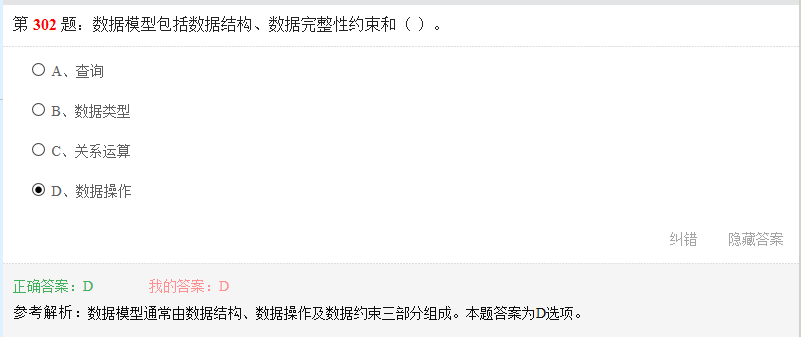 第 302 题：数据模型包括数据结构、数据完整性约束和（ ）。
A、查询
B、数据类型
C、关系运算
D、数据操作
纠错 隐藏答案
正确答案：D 我的答案：D
参考解析：数据模型通常由数据结构、数据操作及数据约束三部分组成。本题答案为D选项。